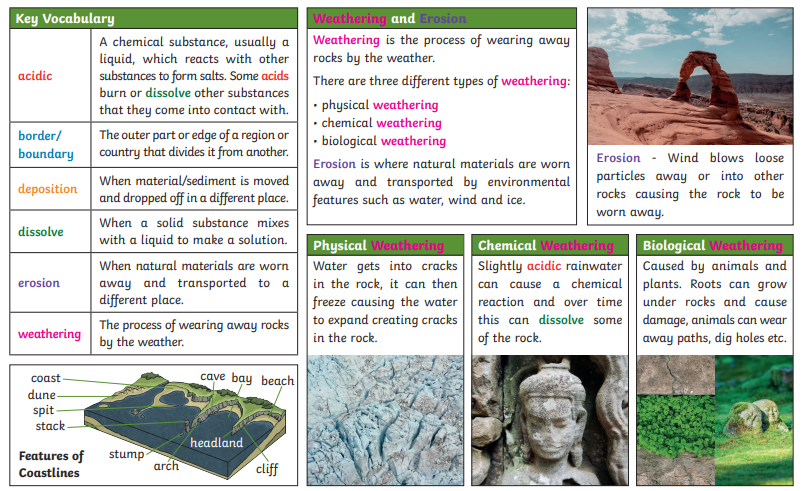 Key Vocabulary
acidic
A chemical substance, usually a
liquid, which reacts with other
substances to form salts. Some acids
burn or dissolve other substances
that they come into contact with.
border/
boundary
The outer part or edge of a region or
country that divides it from another.
deposition
When material/sediment is moved
and dropped off in a different place.
dissolve
When a solid substance mixes
with a liquid to make a solution.
erosion
When natural materials are worn
away and transported to a
different place.
weathering
The process of wearing away rocks
by the weather.
coast
dune
spit
stack
stump
arch
cave
bay
beach
headland
cliff
Features of
Coastlines
Weathering and Erosion
Weathering is the process of wearing away
rocks by the weather.
There are three different types of weathering:
• physical weathering
• chemical weathering
• biological weathering
Erosion is where natural materials are worn
away and transported by environmental
features such as water, wind and ice.
Erosion - Wind blows loose
particles away or into other
rocks causing the rock to be
worn away.
Physical Weathering
Water gets into cracks
in the rock, it can then
freeze causing the water
to expand creating cracks
in the rock.
Chemical Weathering
Slightly acidic rainwater
can cause a chemical
reaction and over time
this can dissolve some
of the rock.
Biological Weathering
Caused by animals and
plants. Roots can grow
under rocks and cause
damage, animals can wear
away paths, dig holes etc.